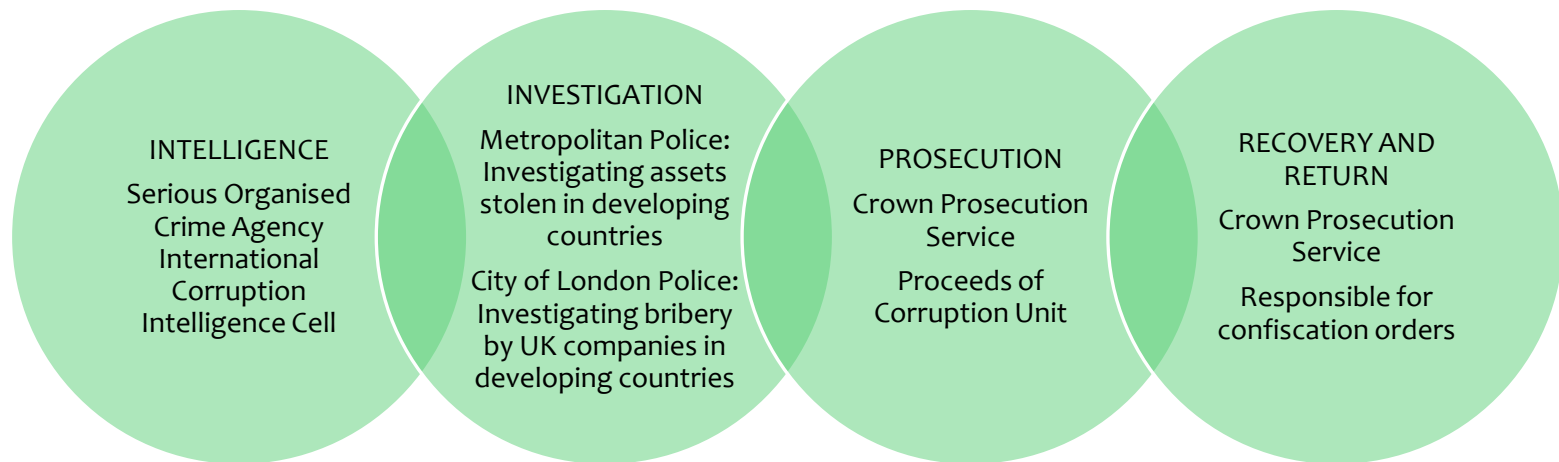 INTELLIGENCE
Serious Organised
Crime Agency
International
Corruption
Intelligence Cell
INVESTIGATION
Metropolitan Police:
Investigating assets
stolen in developing
countries
City of London Police:
Investigating bribery
by UK companies in
developing countries
PROSECUTION
Crown Prosecution
Service
Proceeds of
Corruption Unit
RECOVERY AND
RETURN
Crown Prosecution
Service
Responsible for
confiscation orders